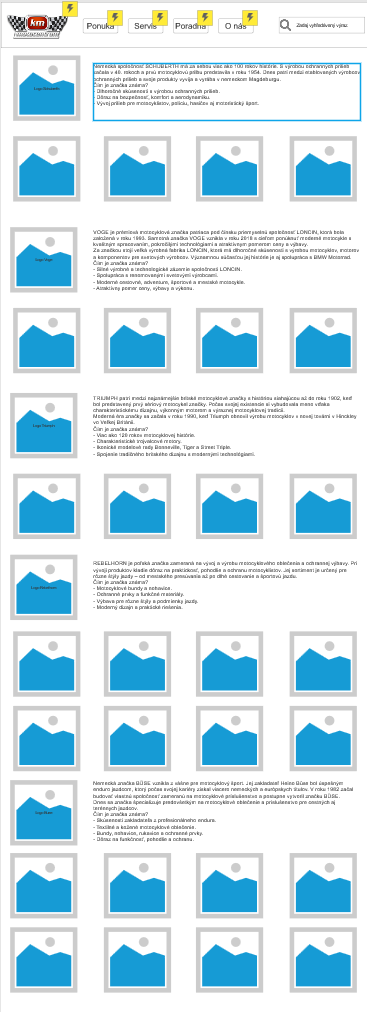 km
Ponuka
Servis
Poradňa
O nás
Zadaj vyhľadávaný výraz
Nemecká spoločnosť SCHUBERTH má za sebou viac ako 100 rokov histórie. S výrobou ochranných prilieb
začala v 40. rokoch a prvú motocyklovú prilbu predstavila v roku 1954. Dnes patrí medzi etablovaných výrobcov
ochranných prilieb a svoje produkty vyvíja a vyrába v nemeckom Magdeburgu.
Čím je značka známa?
- Dlhoročné skúsenosti s výrobou ochranných prilieb.
- Dôraz na bezpečnosť, komfort a aerodynamiku.
- Vývoj prilieb pre motocyklistov, políciu, hasičov aj motoristický šport.
VOGE je prémiová motocyklová značka patriaca pod čínsku priemyselnú spoločnosť LONCIN, ktorá bola
založená v roku 1993. Samotná značka VOGE vznikla v roku 2018 s cieľom ponúknuť moderné motocykle s
kvalitným spracovaním, pokročilými technológiami a atraktívnym pomerom ceny a výbavy.
Za značkou stojí veľká výrobná fabrika LONCIN, ktorá má dlhoročné skúsenosti s výrobou motocyklov, motorov
a komponentov pre svetových výrobcov. Významnou súčasťou jej histórie je aj spolupráca s BMW Motorrad.
Čím je značka známa?
- Silné výrobné a technologické zázemie spoločnosti LONCIN.
- Spolupráca s renomovanými svetovými výrobcami.
- Moderné cestovné, adventure, športové a mestské motocykle.
- Atraktívny pomer ceny, výbavy a výkonu.
TRIUMPH patrí medzi najznámejšie britské motocyklové značky s históriou siahajúcou až do roku 1902, keď
bol predstavený prvý sériový motocykel značky. Počas svojej existencie si vybudovala meno vďaka
charakteristickému dizajnu, výkonným motorom a výraznej motocyklovej tradícii.
Moderná éra značky sa začala v roku 1990, keď Triumph obnovil výrobu motocyklov v novej továrni v Hinckley
vo Veľkej Británii.
Čím je značka známa?
- Viac ako 120 rokov motocyklovej histórie.
- Charakteristické trojvalcové motory.
- Ikonické modelové rady Bonneville, Tiger a Street Triple.
- Spojenie tradičného britského dizajnu s modernými technológiami.
REBELHORN je poľská značka zameraná na vývoj a výrobu motocyklového oblečenia a ochrannej výbavy. Pri
vývoji produktov kladie dôraz na praktickosť, pohodlie a ochranu motocyklistov. Jej sortiment je určený pre
rôzne štýly jazdy – od mestského presúvania až po dlhé cestovanie a športovú jazdu.
Čím je značka známa?
- Motocyklové bundy a nohavice.
- Ochranné prvky a funkčné materiály.
- Výbava pre rôzne štýly a podmienky jazdy.
- Moderný dizajn a praktické riešenia.
Nemecká značka BÜSE vznikla z vášne pre motocyklový šport. Jej zakladateľ Heino Büse bol úspešným
enduro jazdcom, ktorý počas svojej kariéry získal viacero nemeckých a európskych titulov. V roku 1982 začal
budovať vlastnú spoločnosť zameranú na motocyklové príslušenstvo a postupne vytvoril značku BÜSE.
Dnes sa značka špecializuje predovšetkým na motocyklové oblečenie a príslušenstvo pre cestných aj
terénnych jazdcov.
Čím je značka známa?
- Skúsenosti zakladateľa z profesionálneho endura.
- Textilné a kožené motocyklové oblečenie.
- Bundy, nohavice, rukavice a ochranné prvky.
- Dôraz na funkčnosť, pohodlie a ochranu.